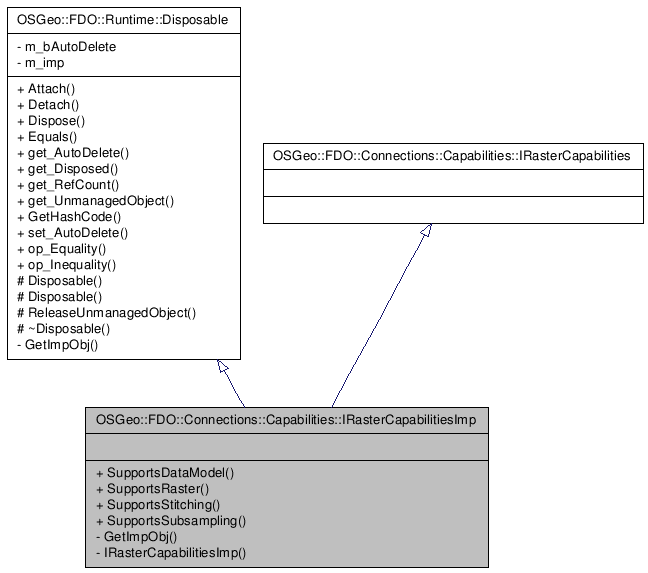 OSGeo::FDO::Runtime::Disposable
- m_bAutoDelete
- m_imp
+ Attach()
+ Detach()
+ Dispose()
+ Equals()
+ get_AutoDelete()
+ get_Disposed()
+ get_RefCount()
+ get_UnmanagedObject()
+ GetHashCode()
+ set_AutoDelete()
+ op_Equality()
+ op_Inequality()
# Disposable()
# Disposable()
# ReleaseUnmanagedObject()
# ~Disposable()
- GetImpObj()
OSGeo::FDO::Connections::Capabilities::IRasterCapabilities
OSGeo::FDO::Connections::Capabilities::IRasterCapabilitiesImp
+ SupportsDataModel()
+ SupportsRaster()
+ SupportsStitching()
+ SupportsSubsampling()
- GetImpObj()
- IRasterCapabilitiesImp()